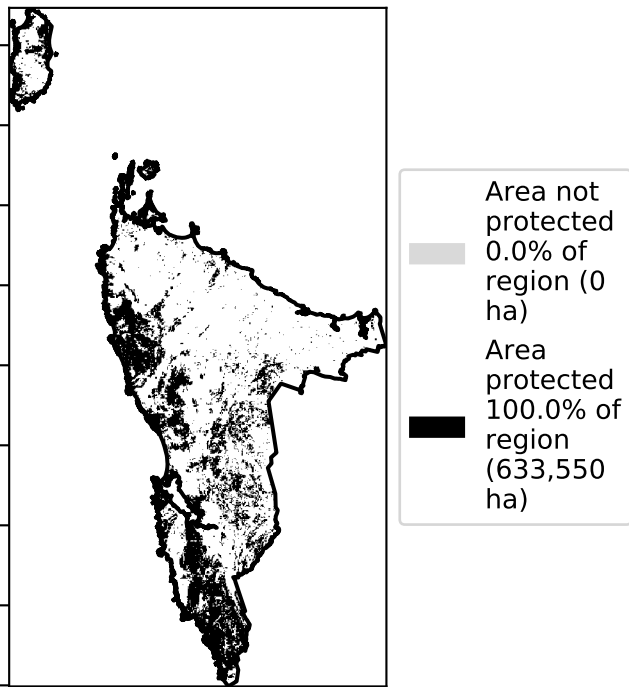 Area not
protected
0.0% of
region (0
ha)
Area
protected
100.0% of
region
(633,550
ha)